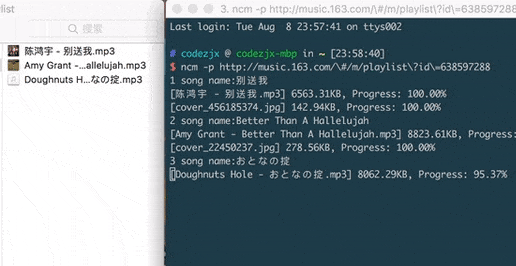 list
搜索
陈鸿宇 - 别送我.mp3
Amy Grant -...allelujah.mp3
Doughnuts H...なの掟.mp3
3. ncm -p http://music.163.com/\#/m/playlist\?id\=638597288
Last login: Tue Aug  8 23:57:41 on ttys002
# codezjx @ codezjx-mbp in ~ [23:58:40]
$ ncm -p http://music.163.com/\#/m/playlist\?id\=638597288
1 song name:别送我
[陈鸿宇 - 别送我.mp3] 6563.31KB, Progress: 100.00%
[cover_456185374.jpg] 142.94KB, Progress: 100.00%
2 song name:Better Than A Hallelujah
[Amy Grant - Better Than A Hallelujah.mp3] 8823.61KB, Progress: 100.00%
[cover_22450237.jpg] 278.56KB, Progress: 100.00%
3 song name:おとなの掟
[Doughnuts Hole - おとなの掟.mp3] 8062.29KB, Progress: 95.37%